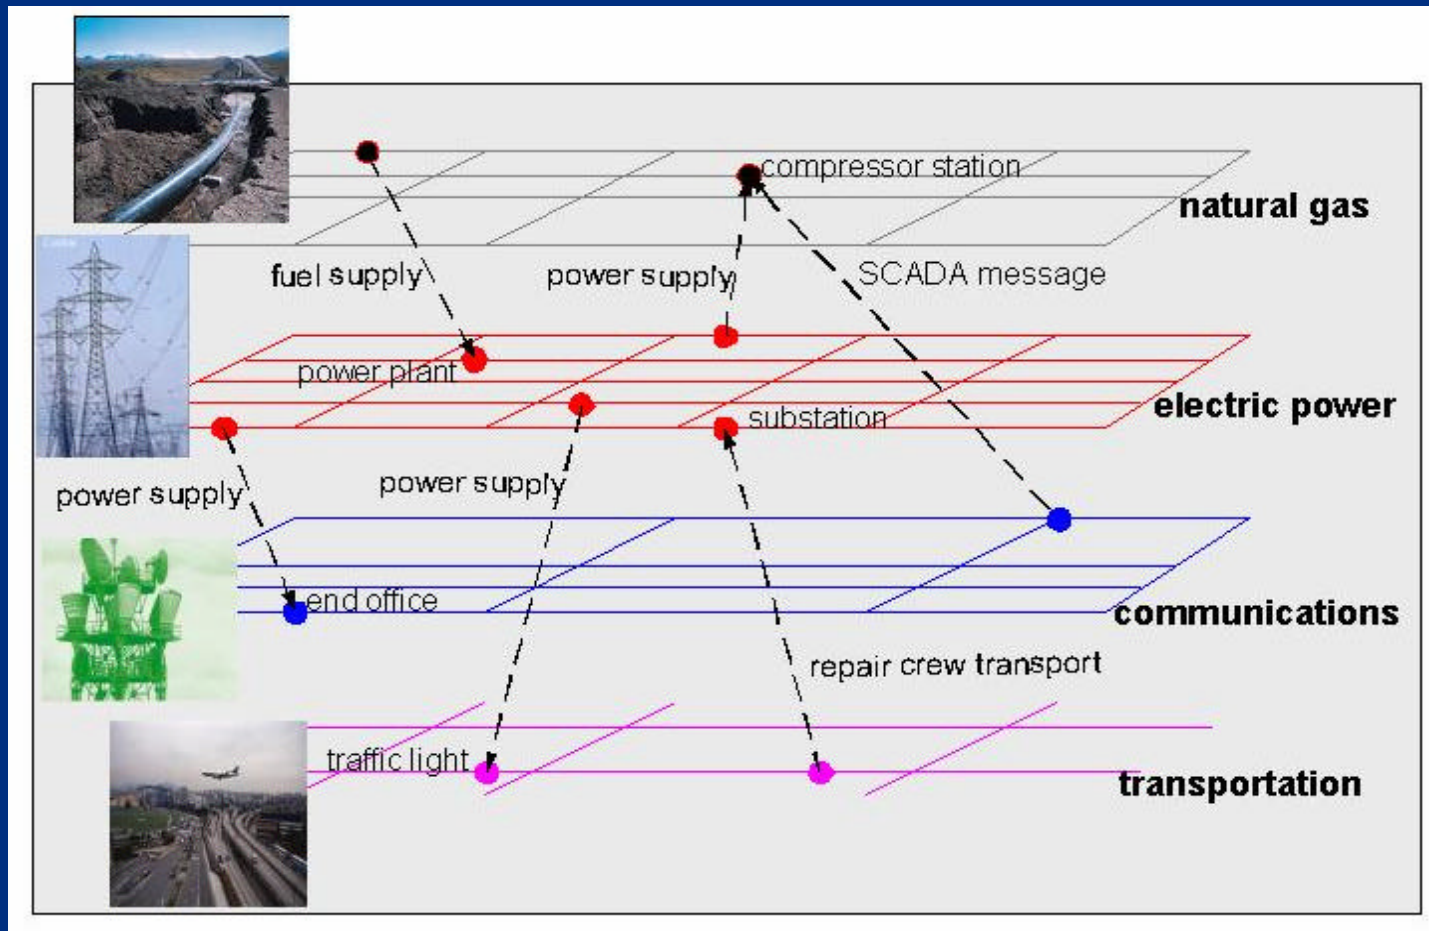 compressor station
natural gas
fuel supply
power supply
SCADA message
power plant
substation
electric power
power supply
power supply
end office
communications
repair crew transport
traffic light
transportation